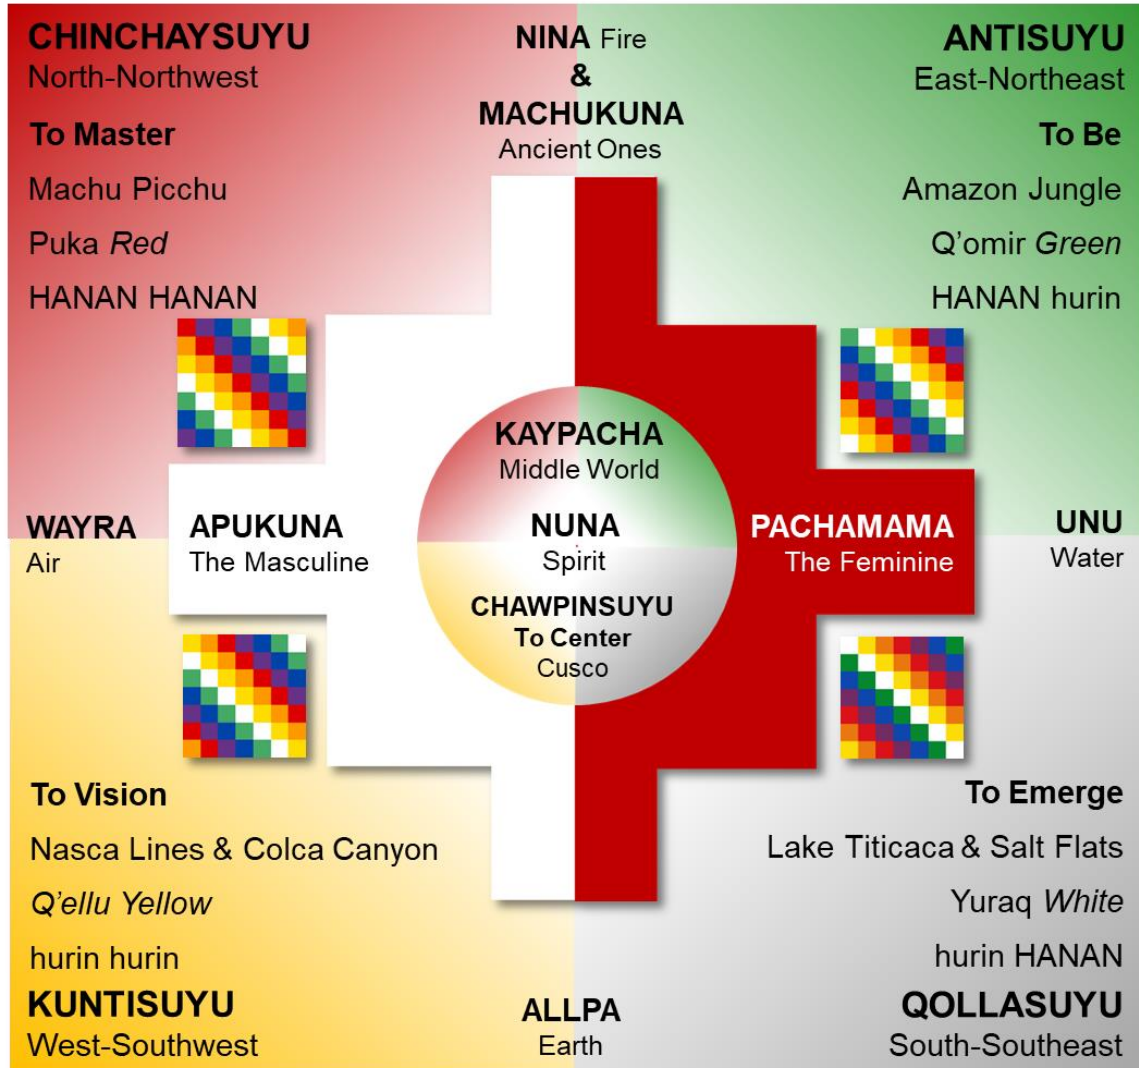 CHINCHAYSUYU
North-Northwest
To Master
Machu Picchu
Puka Red
HANAN HANAN
NINA Fire
&
MACHUKUNA
Ancient Ones
ANTISUYU
East-Northeast
To Be
Amazon Jungle
Q’omir Green
HANAN hurin
WAYRA
Air
APUKUNA
The Masculine
KAYPACHA
Middle World
NUNA
Spirit
CHAWPINSUYU
To Center
Cusco
PACHAMAMA
The Feminine
UNU
Water
To Vision
Nasca Lines & Colca Canyon
Q’ellu Yellow
hurin hurin
KUNTISUYU
West-Southwest
ALLPA
Earth
To Emerge
Lake Titicaca & Salt Flats
Yuraq White
hurin HANAN
QOLLASUYU
South-Southeast